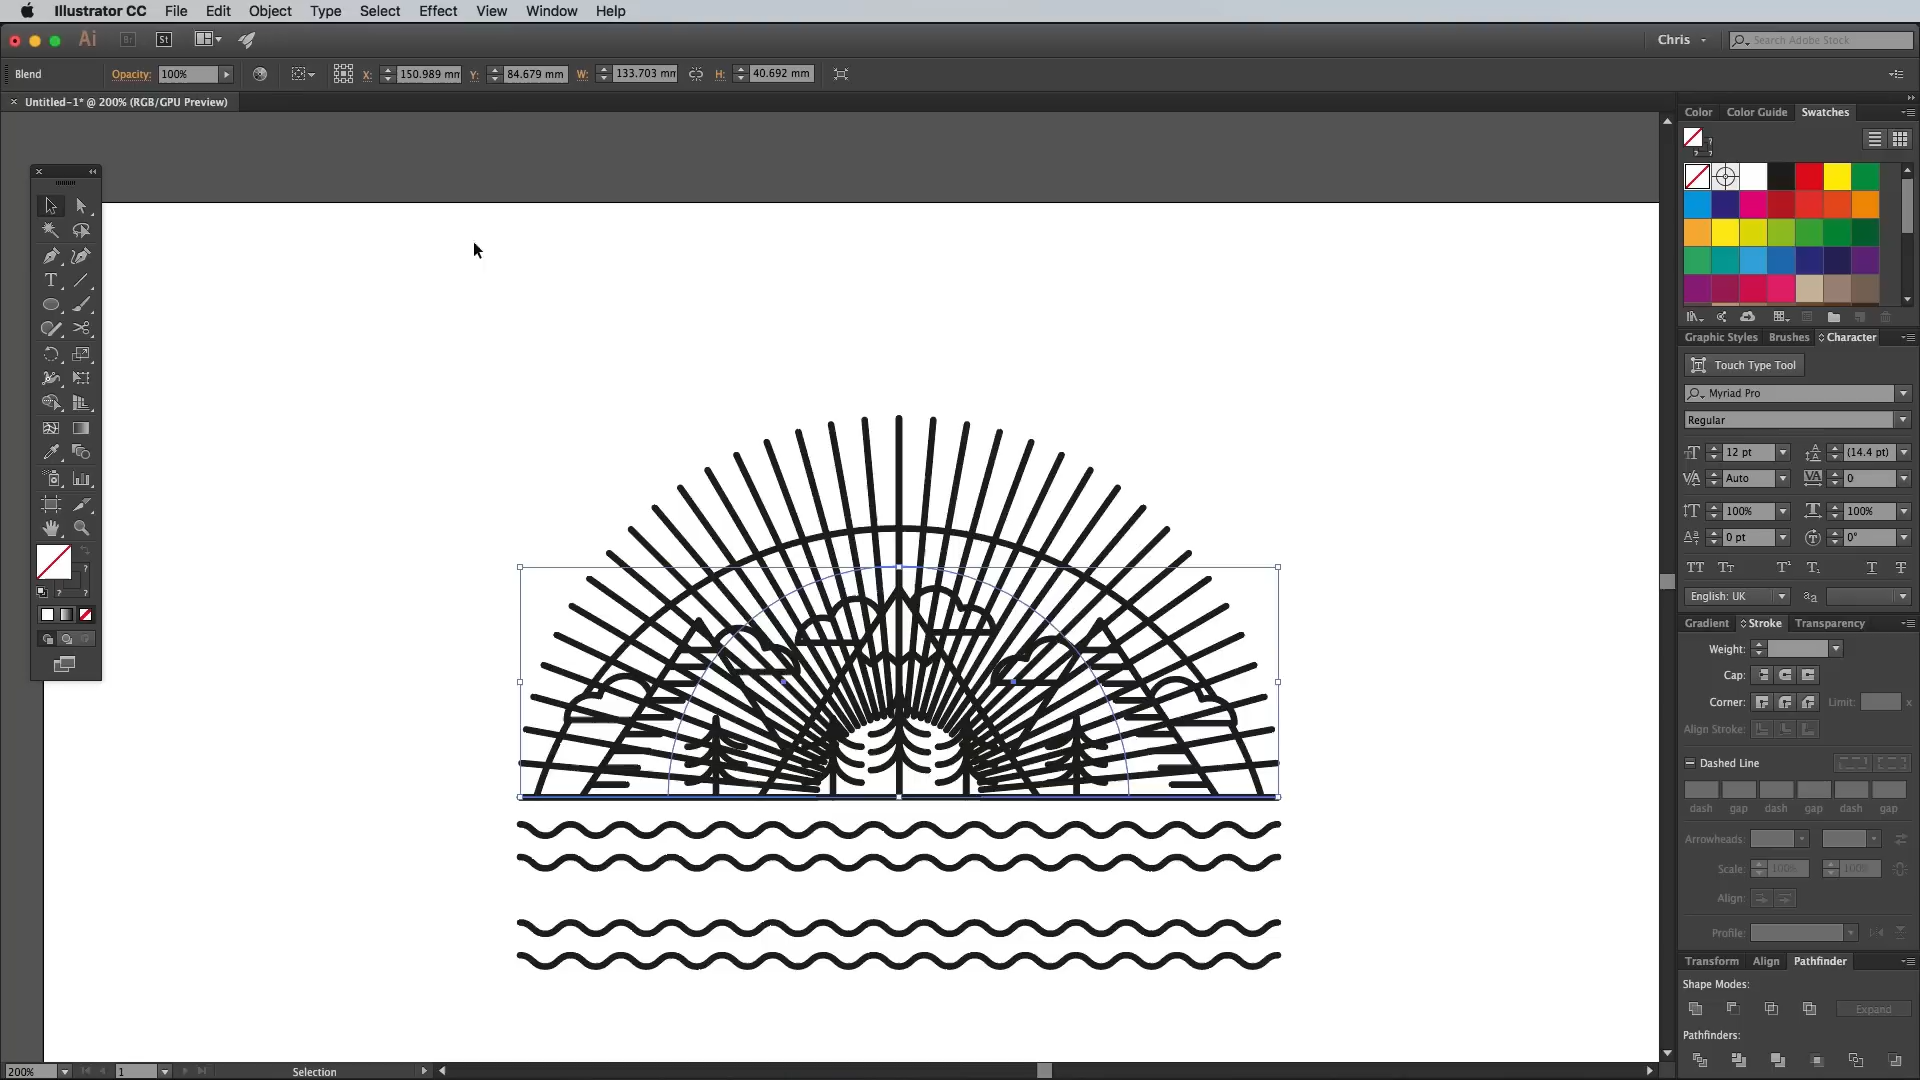 Illustrator CC File Edit Object Type Select Effect View Window Help
Ai Br St Chris Search Adobe Stock
Blend Opacity: 100% X: 150.989 mm Y: 84.679 mm W: 133.703 mm H: 40.692 mm
× Untitled-1* @ 200% (RGB/GPU Preview)
Color Color Guide Swatches
Graphic Styles Brushes Character
Touch Type Tool
Myriad Pro
Regular
12 pt (14.4 pt)
Auto 0
100% 100%
0 pt 0°
English: UK
Gradient Stroke Transparency
Weight:
Cap:
Corner: Limit: x
Align Stroke:
Dashed Line
dash gap dash gap dash gap
Arrowheads:
Scale: 100% 100%
Align:
Profile:
Transform Align Pathfinder
Shape Modes:
Expand
Pathfinders:
200% 1 Selection